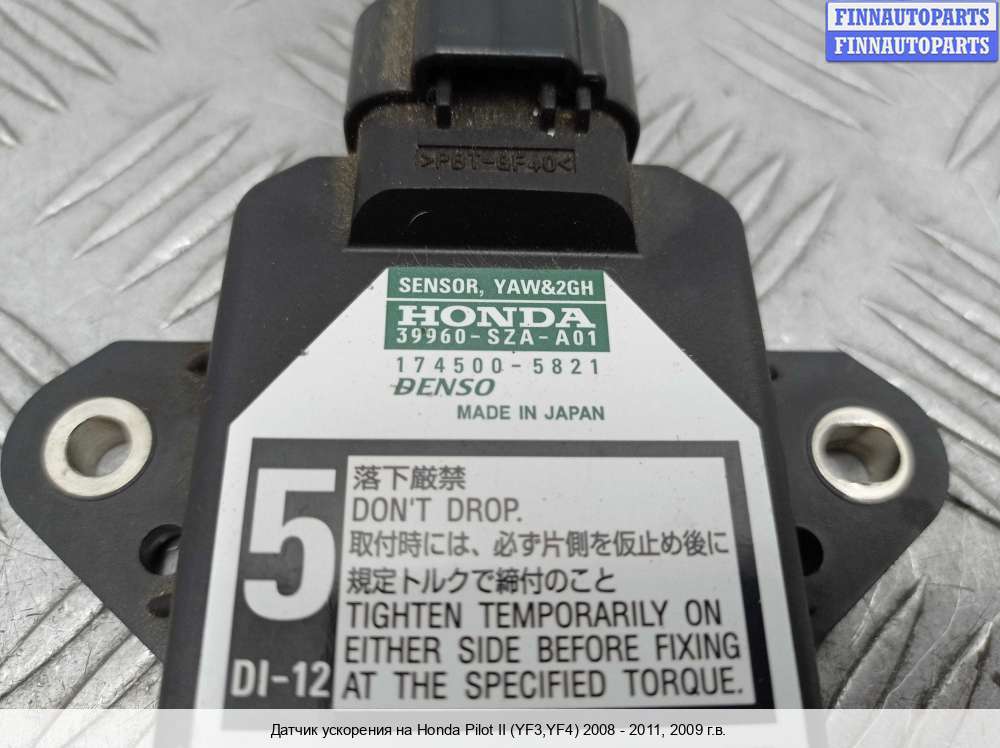 FINNAUTOPARTS
FINNAUTOPARTS
>PBT-GF40<
SENSOR, YAW&2GH
HONDA
39960-SZA-A01
174500-5821
DENSO
MADE IN JAPAN
5
DI-12
落下厳禁
DON'T DROP.
取付時には、必ず片側を仮止め後に
規定トルクで締付のこと
TIGHTEN TEMPORARILY ON
EITHER SIDE BEFORE FIXING
AT THE SPECIFIED TORQUE.
Датчик ускорения на Honda Pilot II (YF3,YF4) 2008 - 2011, 2009 г.в.